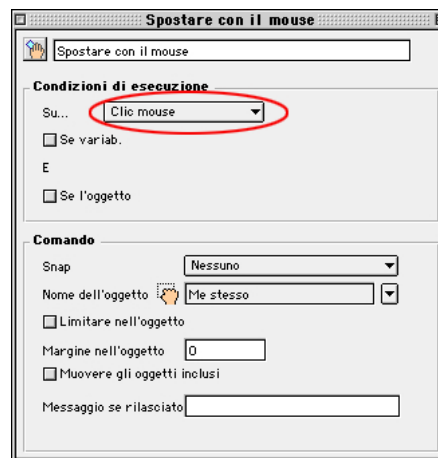 Spostare con il mouse
Spostare con il mouse
Condizioni di esecuzione
Su... Clic mouse
Se variab.
E
Se l'oggetto
Comando
Snap Nessuno
Nome dell'oggetto Me stesso
Limitare nell'oggetto
Margine nell'oggetto 0
Muovere gli oggetti inclusi
Messaggio se rilasciato